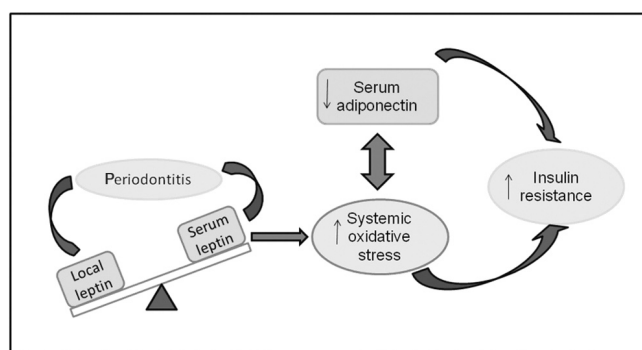 ↓ Serum
adiponectin
Periodontitis
↑ Insulin
resistance
Serum
leptin
↑ Systemic
oxidative
stress
Local
leptin